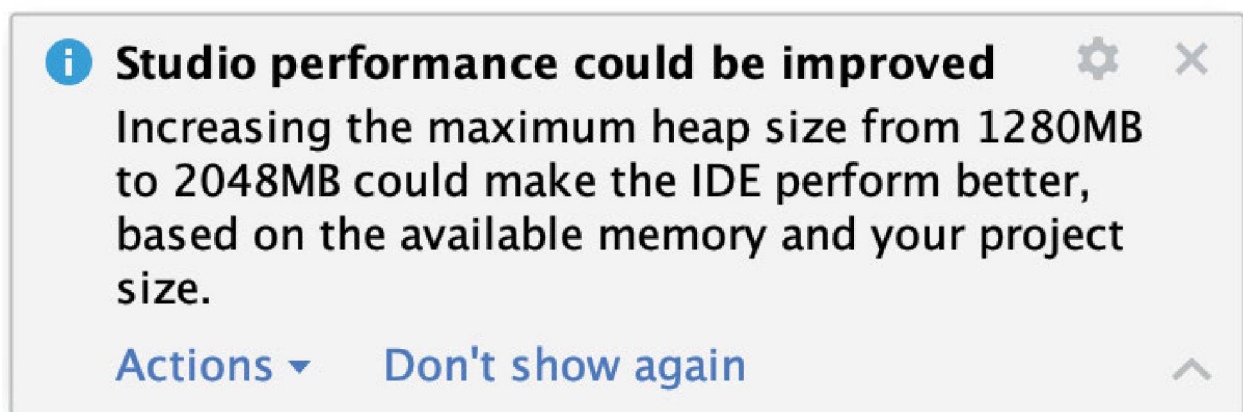 Studio performance could be improved
Increasing the maximum heap size from 1280MB
to 2048MB could make the IDE perform better,
based on the available memory and your project
size.
Actions Don't show again